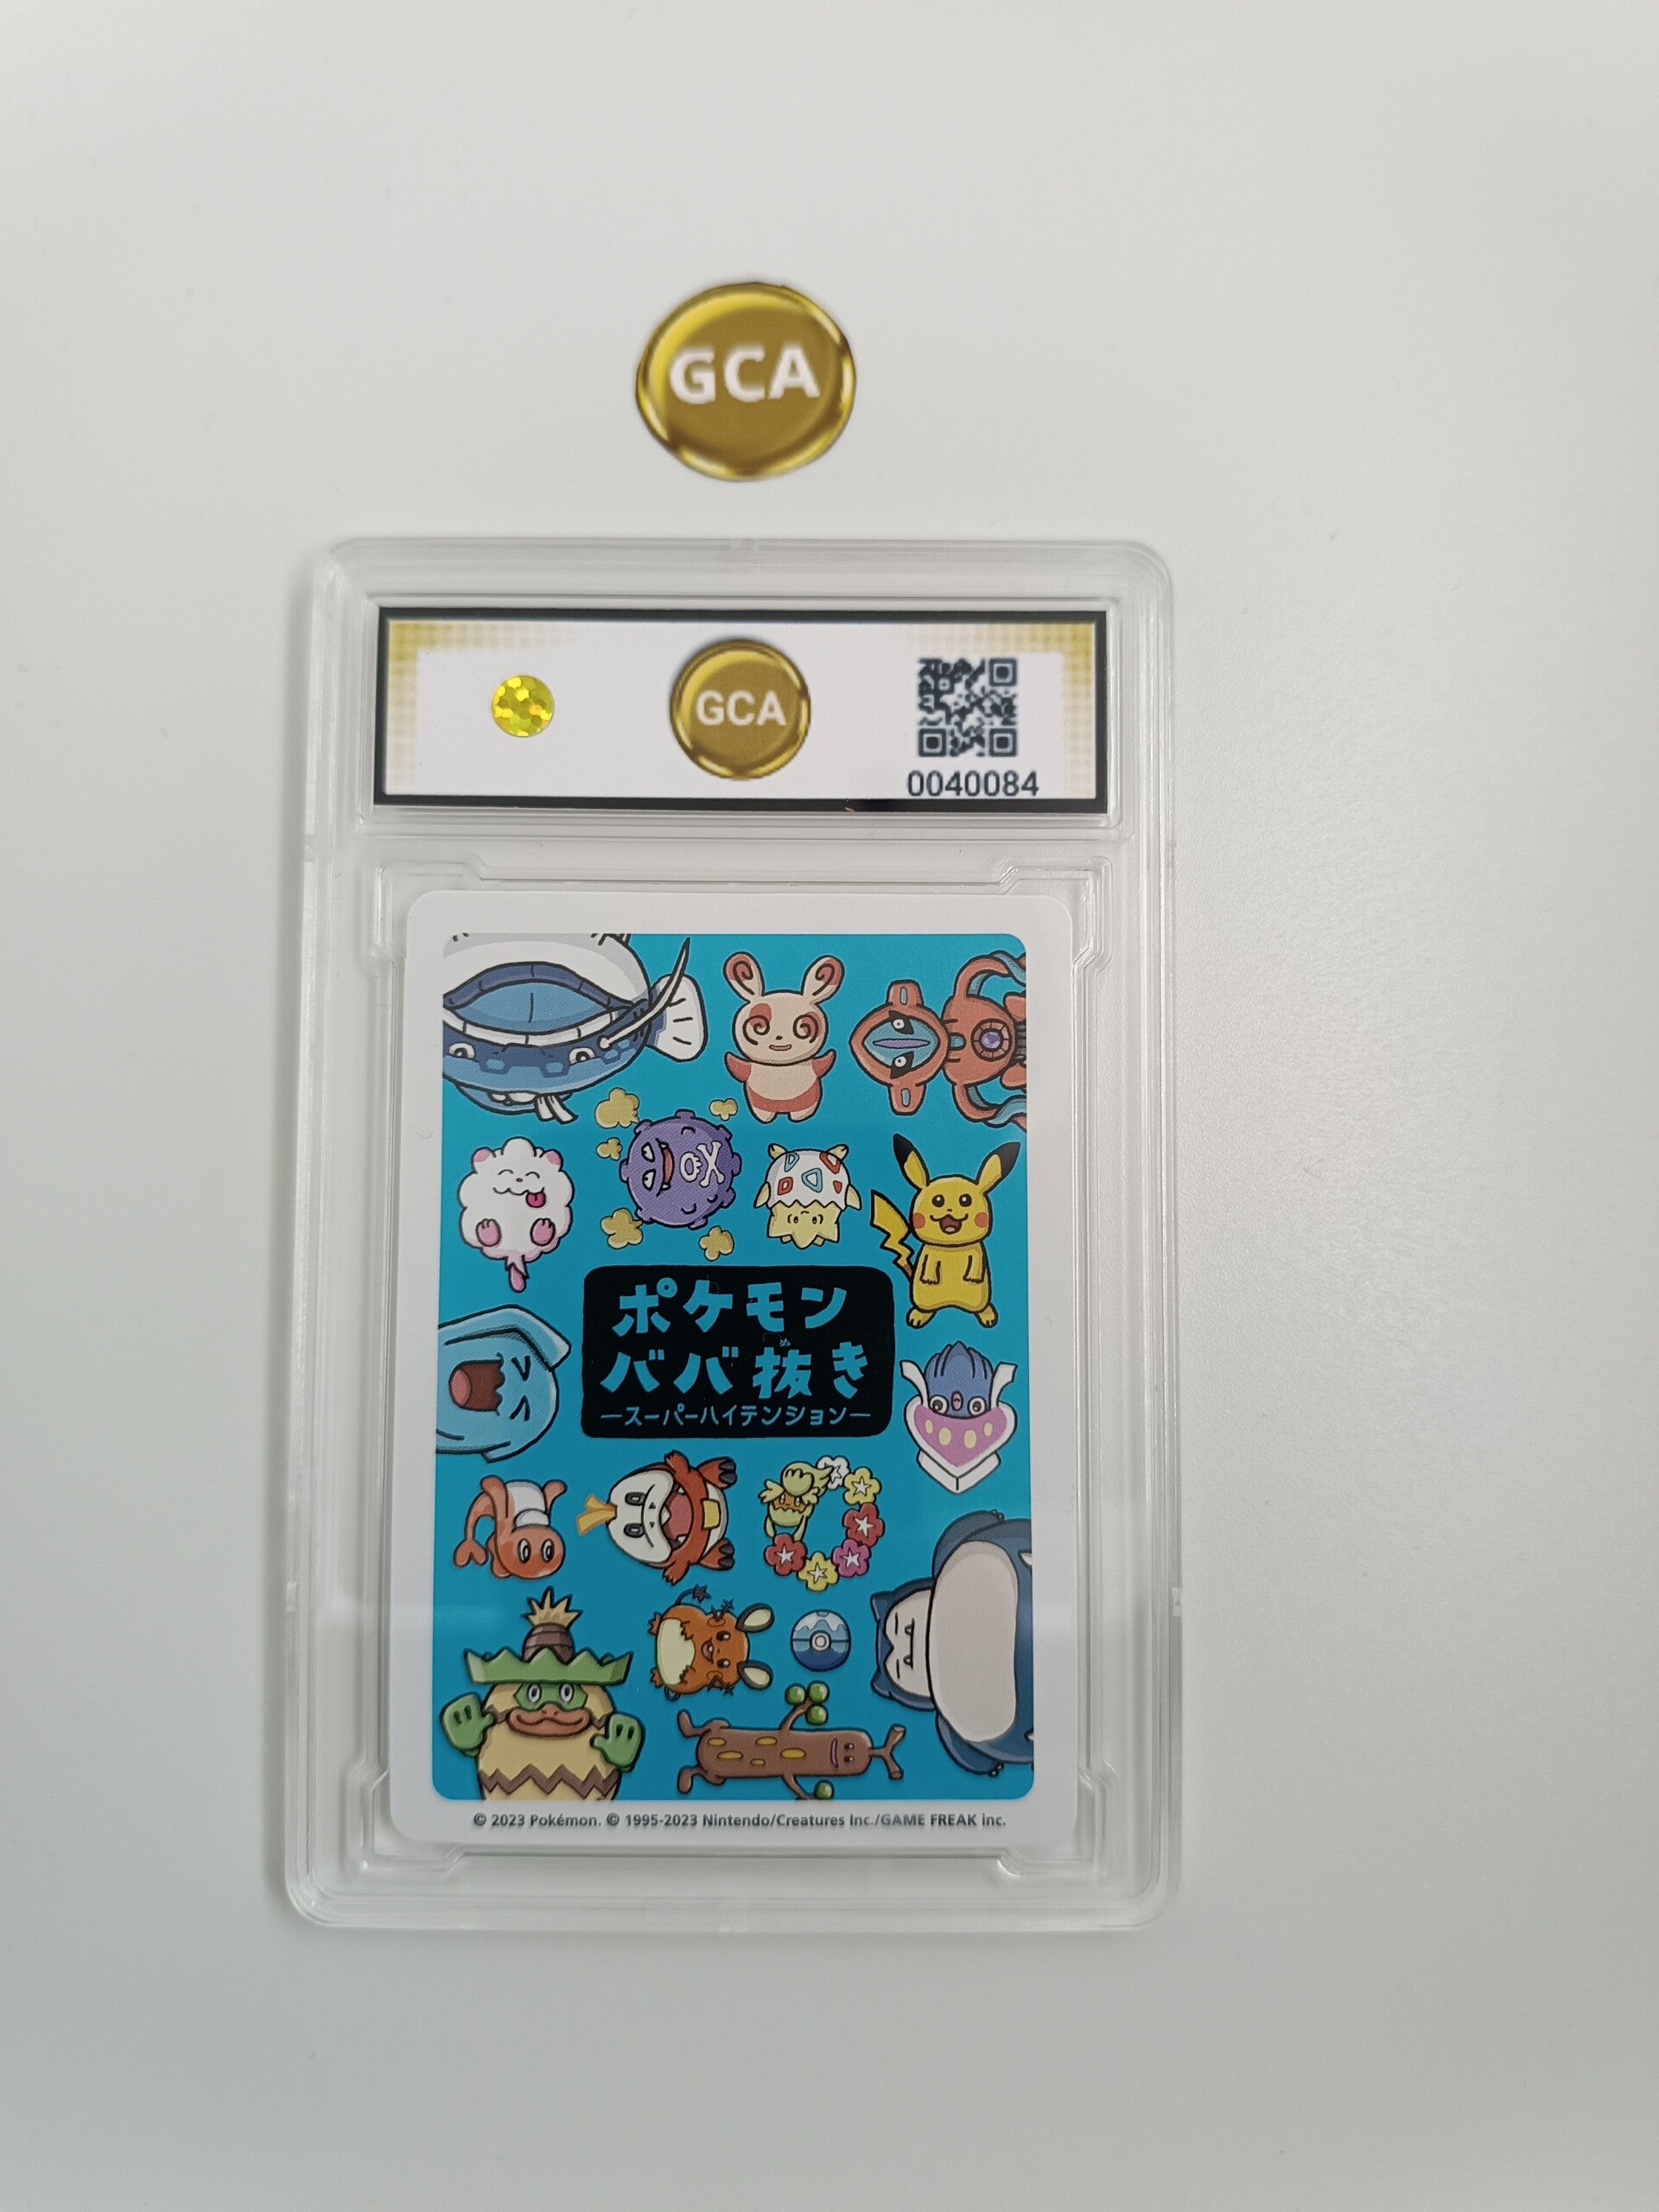 GCA
GCA
0040084
ポケモン
ババ抜き
ぬ
ースーパーハイテンションー
© 2023 Pokémon. © 1995-2023 Nintendo/Creatures Inc./GAME FREAK inc.